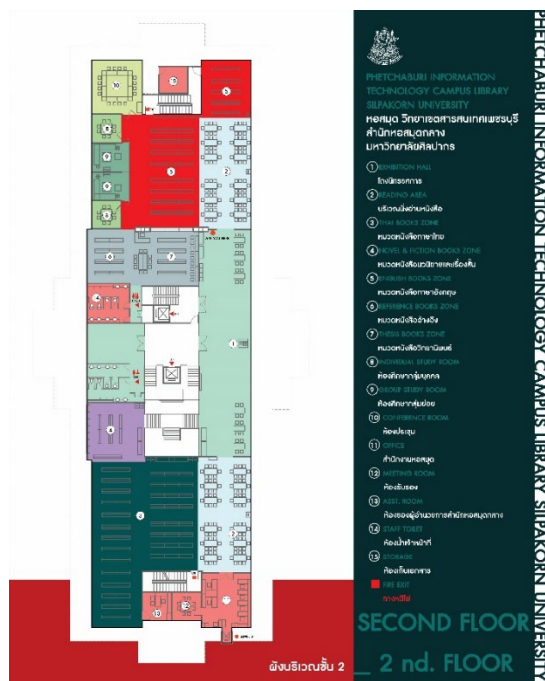 PHETCHABURI INFORMATION
TECHNOLOGY CAMPUS LIBRARY
SILPAKORN UNIVERSITY
หอสมุด วิทยาเขตสารสนเทศเพชรบุรี
สำนักหอสมุดกลาง
มหาวิทยาลัยศิลปากร
1 EXHIBITION HALL
โถงนิทรรศการ
2 READING AREA
บริเวณนั่งอ่านหนังสือ
3 THAI BOOKS ZONE
หมวดหนังสือภาษาไทย
4 NOVEL & FICTION BOOKS ZONE
หมวดหนังสือนวนิยายและเรื่องสั้น
5 ENGLISH BOOKS ZONE
หมวดหนังสือภาษาอังกฤษ
6 REFERENCE BOOKS ZONE
หมวดหนังสืออ้างอิง
7 THESIS BOOKS ZONE
หมวดหนังสือวิทยานิพนธ์
8 INDIVIDUAL STUDY ROOM
ห้องศึกษากลุ่มบุคคล
9 GROUP STUDY ROOM
ห้องศึกษากลุ่มย่อย
10 CONFERENCE ROOM
ห้องประชุม
11 OFFICE
สำนักงานหอสมุด
12 MEETING ROOM
ห้องรับรอง
13 ASST. ROOM
ห้องรองผู้อำนวยการสำนักหอสมุดกลาง
14 STAFF TOILET
ห้องน้ำเจ้าหน้าที่
15 STORAGE
ห้องเก็บเอกสาร
FIRE EXIT
ทางหนีไฟ
SECOND FLOOR
_ 2 nd. FLOOR
ผังบริเวณชั้น 2
PHETCHABURI INFORMATION TECHNOLOGY CAMPUS LIBRARY SILPAKORN UNIVERSITY